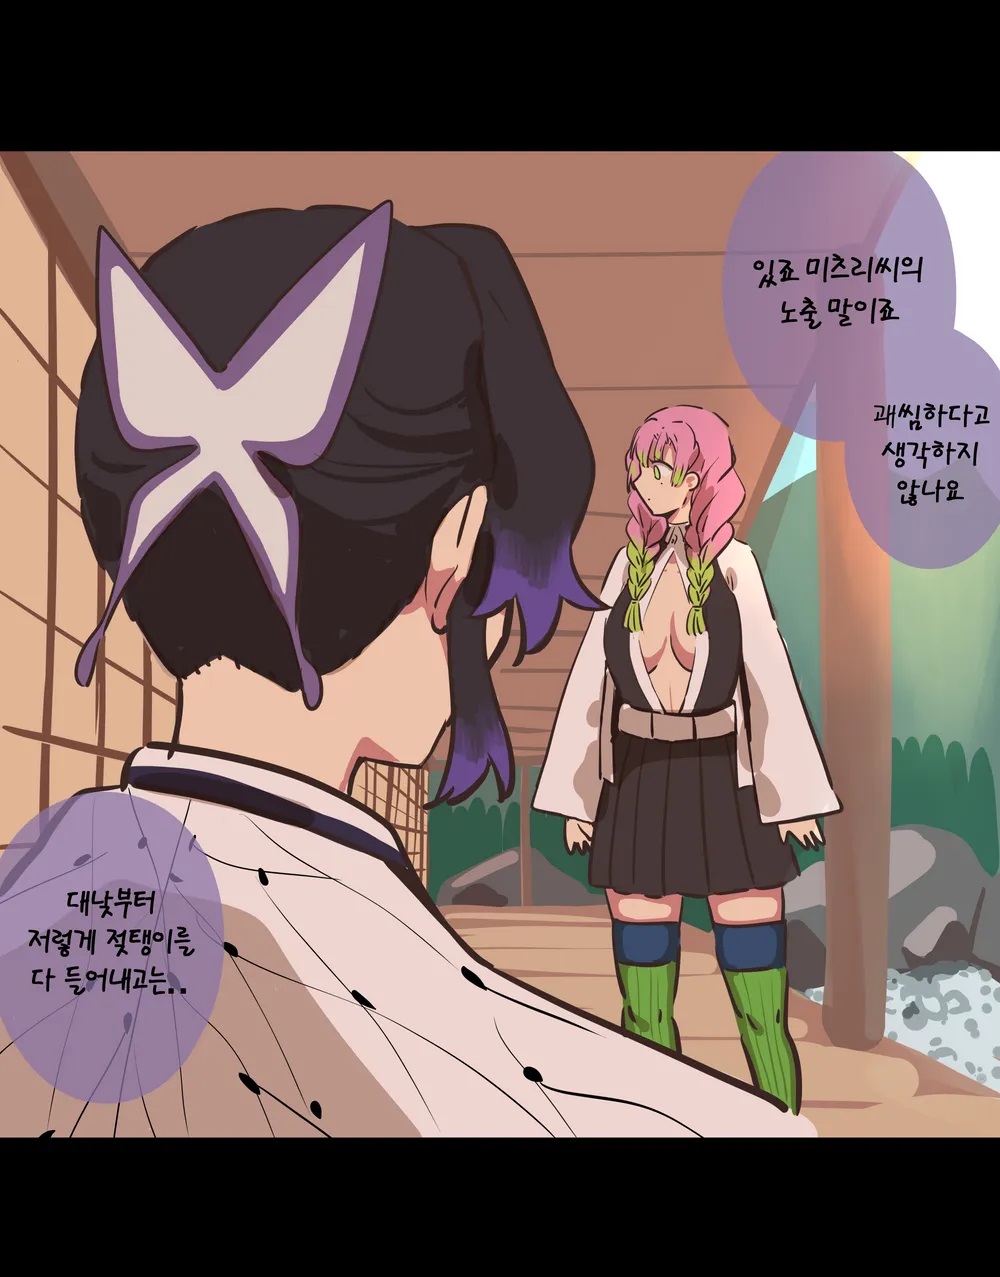 있죠 미츠리씨의
노출 말이죠
괘씸하다고
생각하지
않나요
대낮부터
저렇게 젖탱이를
다 들어내고는..